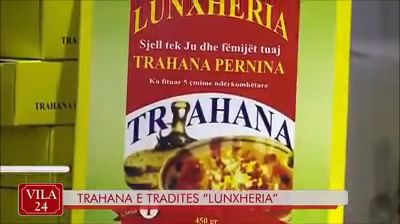 LUNXHERIA
Sjell tek Ju dhe fëmijët tuaj
TRAHANA PERNINA
Ka fituar 5 çmime ndërkombëtare
TRAHANA
TRAHANA
450 gr
VILA
24
TRAHANA E TRADITES "LUNXHERIA"